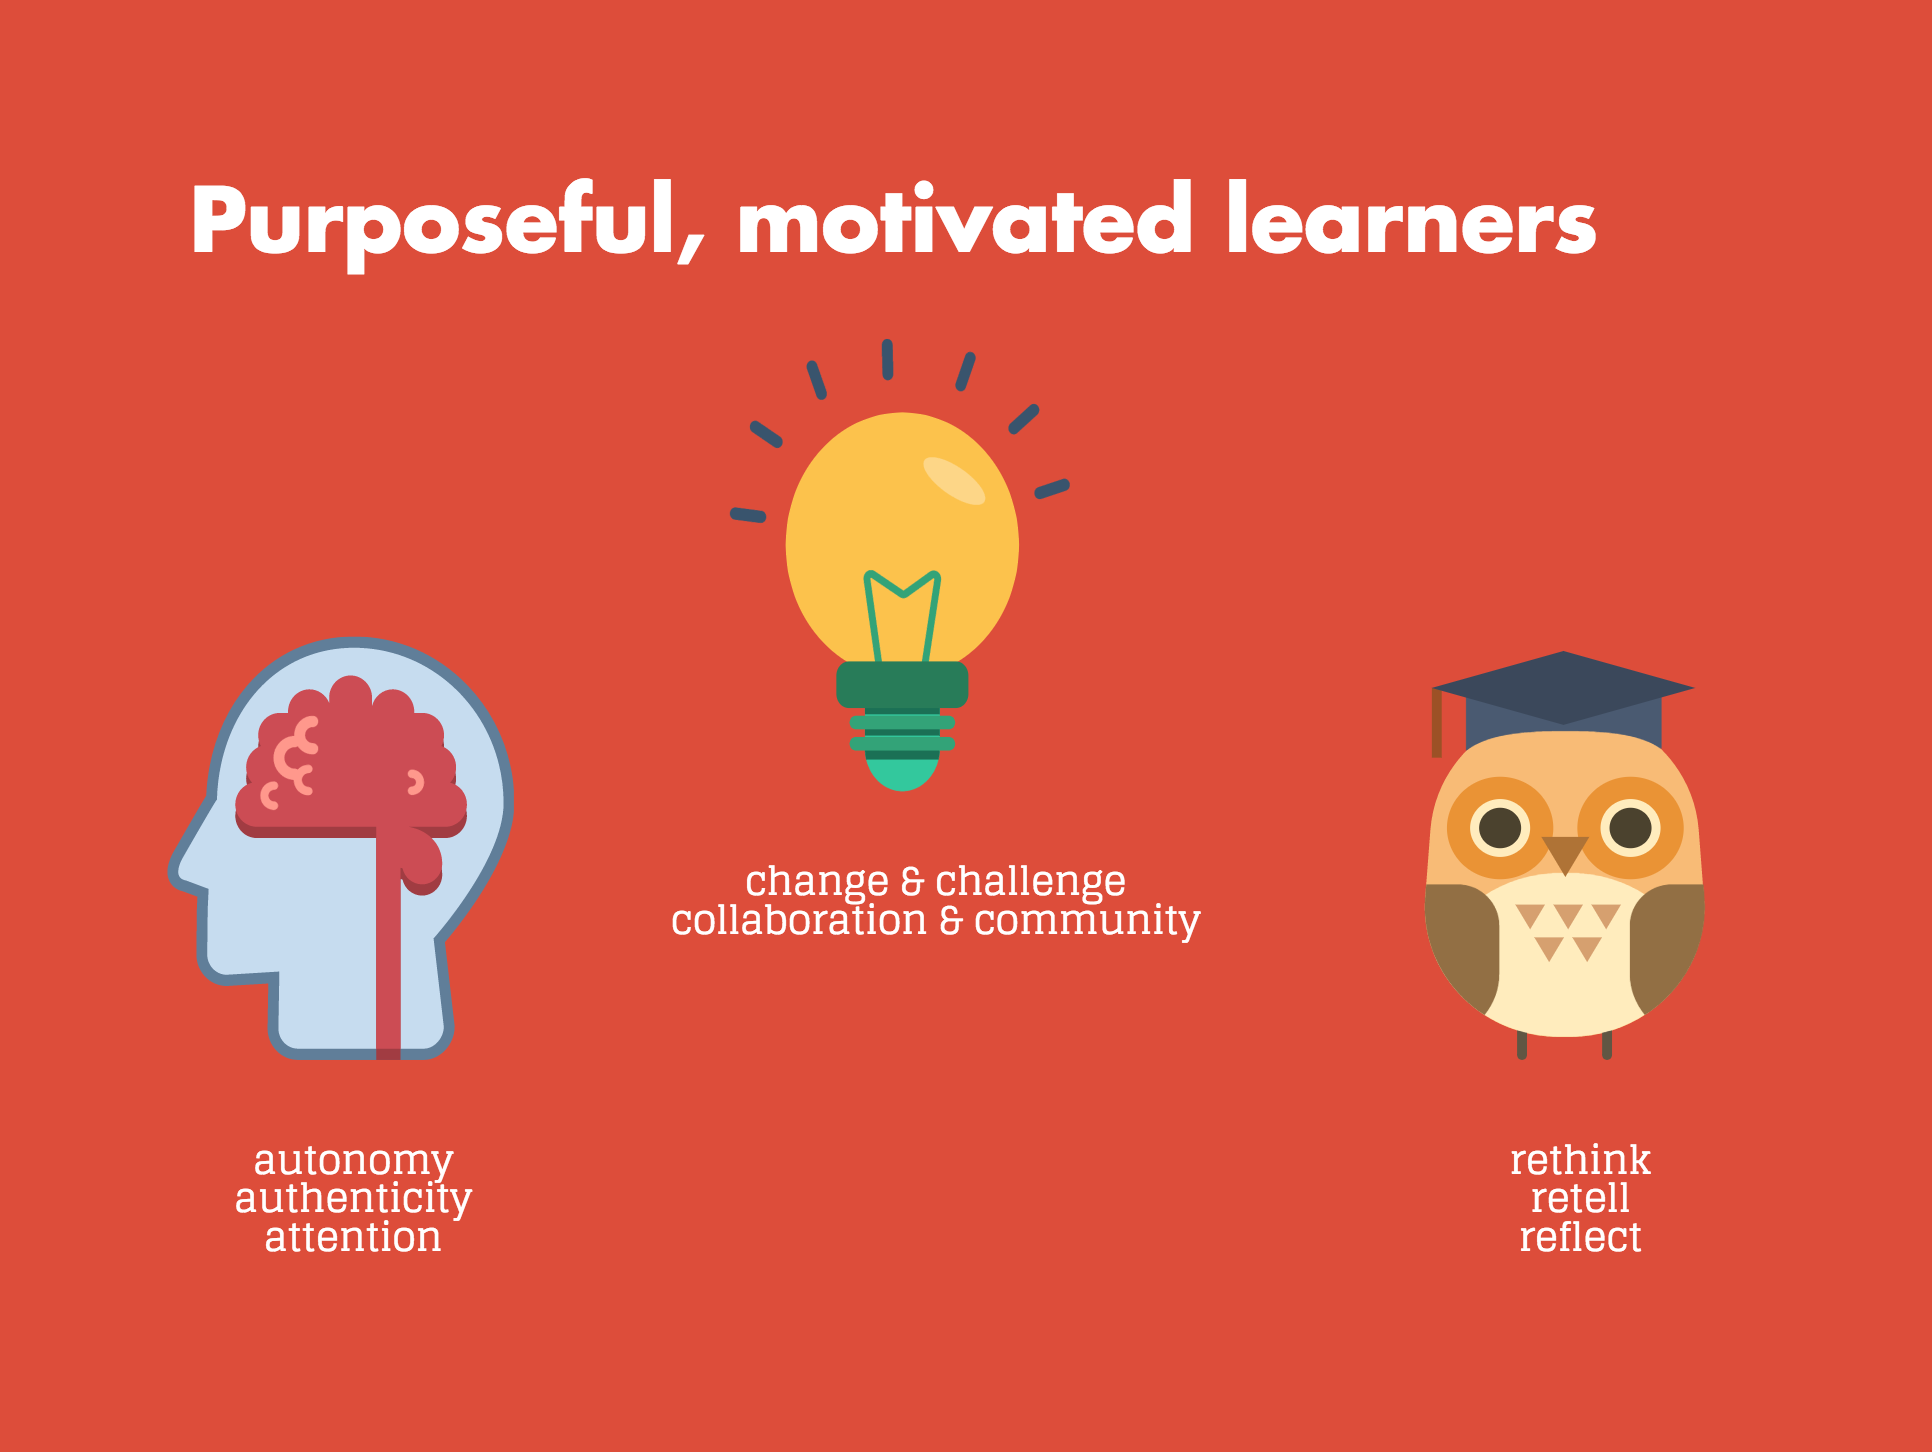 Purposeful, motivated learners
change & challenge
collaboration & community
autonomy
authenticity
attention
rethink
retell
reflect